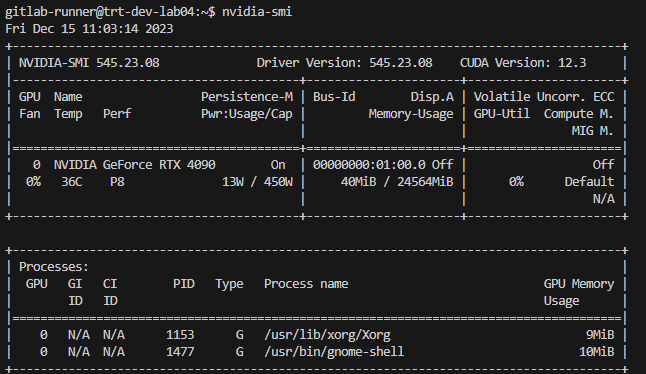 gitlab-runner@trt-dev-lab04:~$ nvidia-smi
Fri Dec 15 11:03:14 2023
+---------------------------------------------------------------------------------------+
| NVIDIA-SMI 545.23.08              Driver Version: 545.23.08    CUDA Version: 12.3     |
|-----------------------------------------+----------------------+----------------------+
| GPU  Name                 Persistence-M | Bus-Id        Disp.A | Volatile Uncorr. ECC |
| Fan  Temp   Perf          Pwr:Usage/Cap |         Memory-Usage | GPU-Util  Compute M. |
|                                         |                      |               MIG M. |
|=========================================+======================+======================|
|   0  NVIDIA GeForce RTX 4090        On  | 00000000:01:00.0 Off |                  Off |
|  0%   36C    P8              13W / 450W |     40MiB / 24564MiB |      0%      Default |
|                                         |                      |                  N/A |
+-----------------------------------------+----------------------+----------------------+

+---------------------------------------------------------------------------------------+
| Processes:                                                                            |
|  GPU   GI   CI        PID   Type   Process name                            GPU Memory |
|        ID   ID                                                             Usage      |
|=======================================================================================|
|    0   N/A  N/A      1153      G   /usr/lib/xorg/Xorg                            9MiB |
|    0   N/A  N/A      1477      G   /usr/bin/gnome-shell                         10MiB |
+---------------------------------------------------------------------------------------+